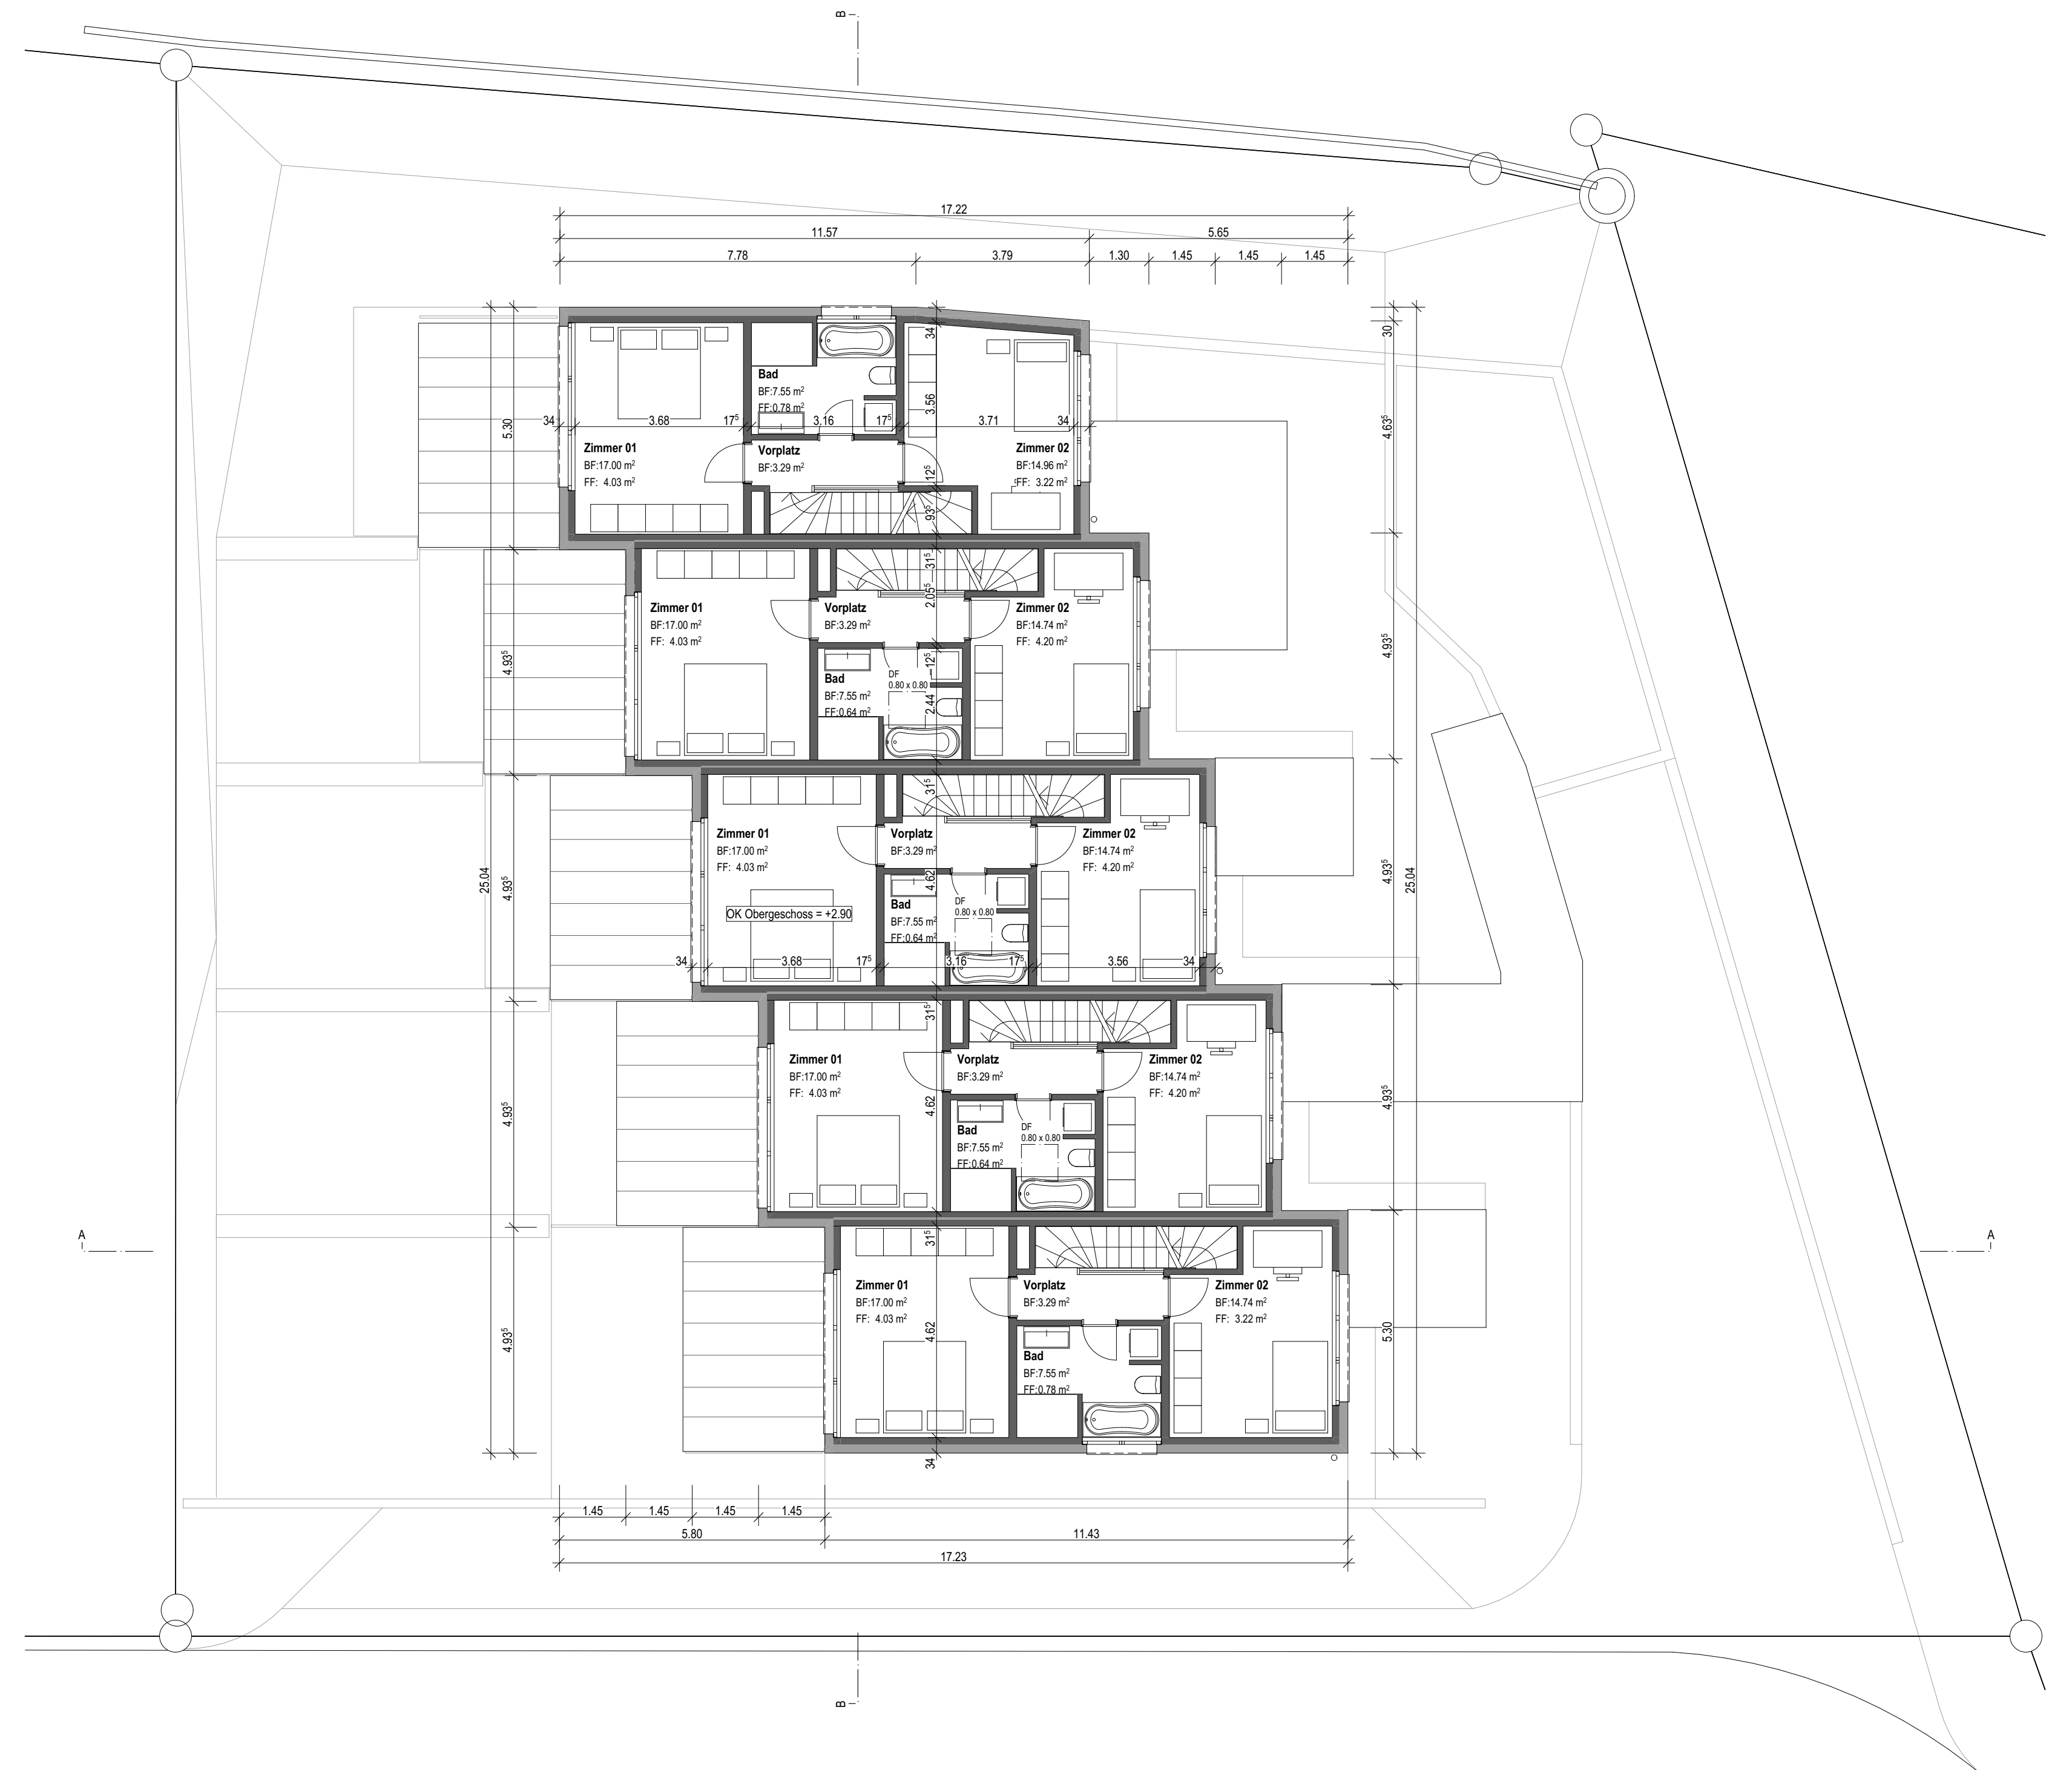 B
17.22
11.57
5.65
7.78
3.79
1.30
1.45
1.45
1.45
34
30
Bad
BF:7.55 m²
FF:0.78 m²
3.56
5.30
4.63⁵
34
3.68
17⁵
3.16
17⁵
3.71
34
Zimmer 01
BF:17.00 m²
FF: 4.03 m²
Vorplatz
BF:3.29 m²
Zimmer 02
BF:14.96 m²
FF: 3.22 m²
12⁵
93⁵
31⁵
2.05⁵
Zimmer 01
BF:17.00 m²
FF: 4.03 m²
Vorplatz
BF:3.29 m²
Zimmer 02
BF:14.74 m²
FF: 4.20 m²
4.93⁵
4.93⁵
12⁵
Bad
BF:7.55 m²
FF:0.64 m²
DF
0.80 x 0.80
2.44
31⁵
Zimmer 01
BF:17.00 m²
FF: 4.03 m²
Vorplatz
BF:3.29 m²
Zimmer 02
BF:14.74 m²
FF: 4.20 m²
25.04
4.93⁵
4.62
4.93⁵
25.04
OK Obergeschoss = +2.90
Bad
BF:7.55 m²
FF:0.64 m²
DF
0.80 x 0.80
34
3.68
17⁵
3.16
17⁵
3.56
34
31⁵
Zimmer 01
BF:17.00 m²
FF: 4.03 m²
Vorplatz
BF:3.29 m²
Zimmer 02
BF:14.74 m²
FF: 4.20 m²
4.93⁵
4.62
4.93⁵
Bad
BF:7.55 m²
FF:0.64 m²
DF
0.80 x 0.80
A
A
31⁵
Zimmer 01
BF:17.00 m²
FF: 4.03 m²
Vorplatz
BF:3.29 m²
Zimmer 02
BF:14.74 m²
FF: 3.22 m²
4.93⁵
4.62
5.30
Bad
BF:7.55 m²
FF:0.78 m²
34
1.45
1.45
1.45
1.45
5.80
11.43
17.23
B